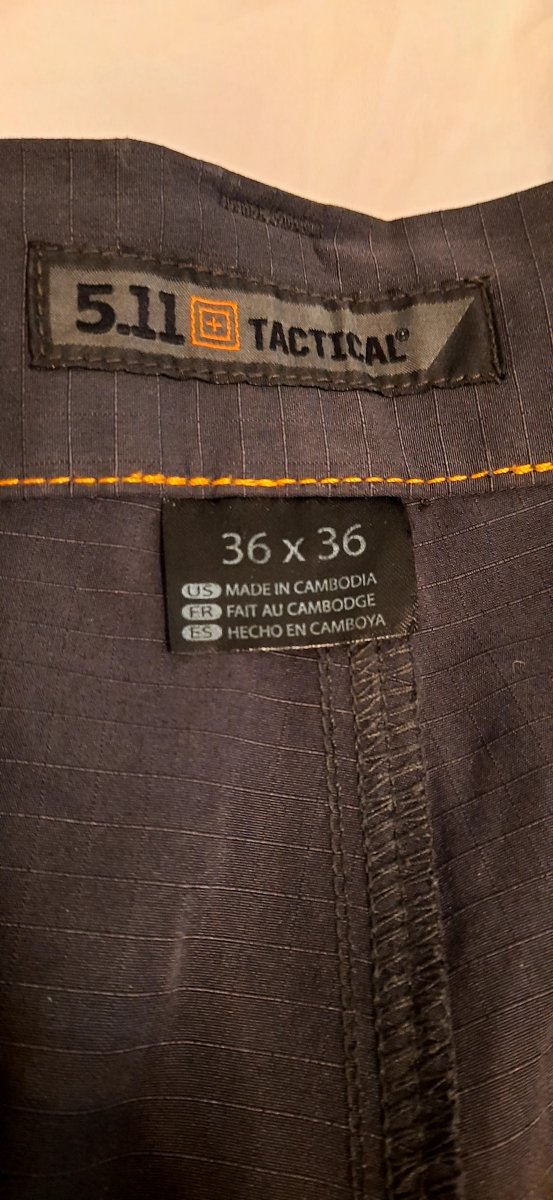 5.11 TACTICAL®
36 x 36
US MADE IN CAMBODIA
FR FAIT AU CAMBODGE
ES HECHO EN CAMBOYA